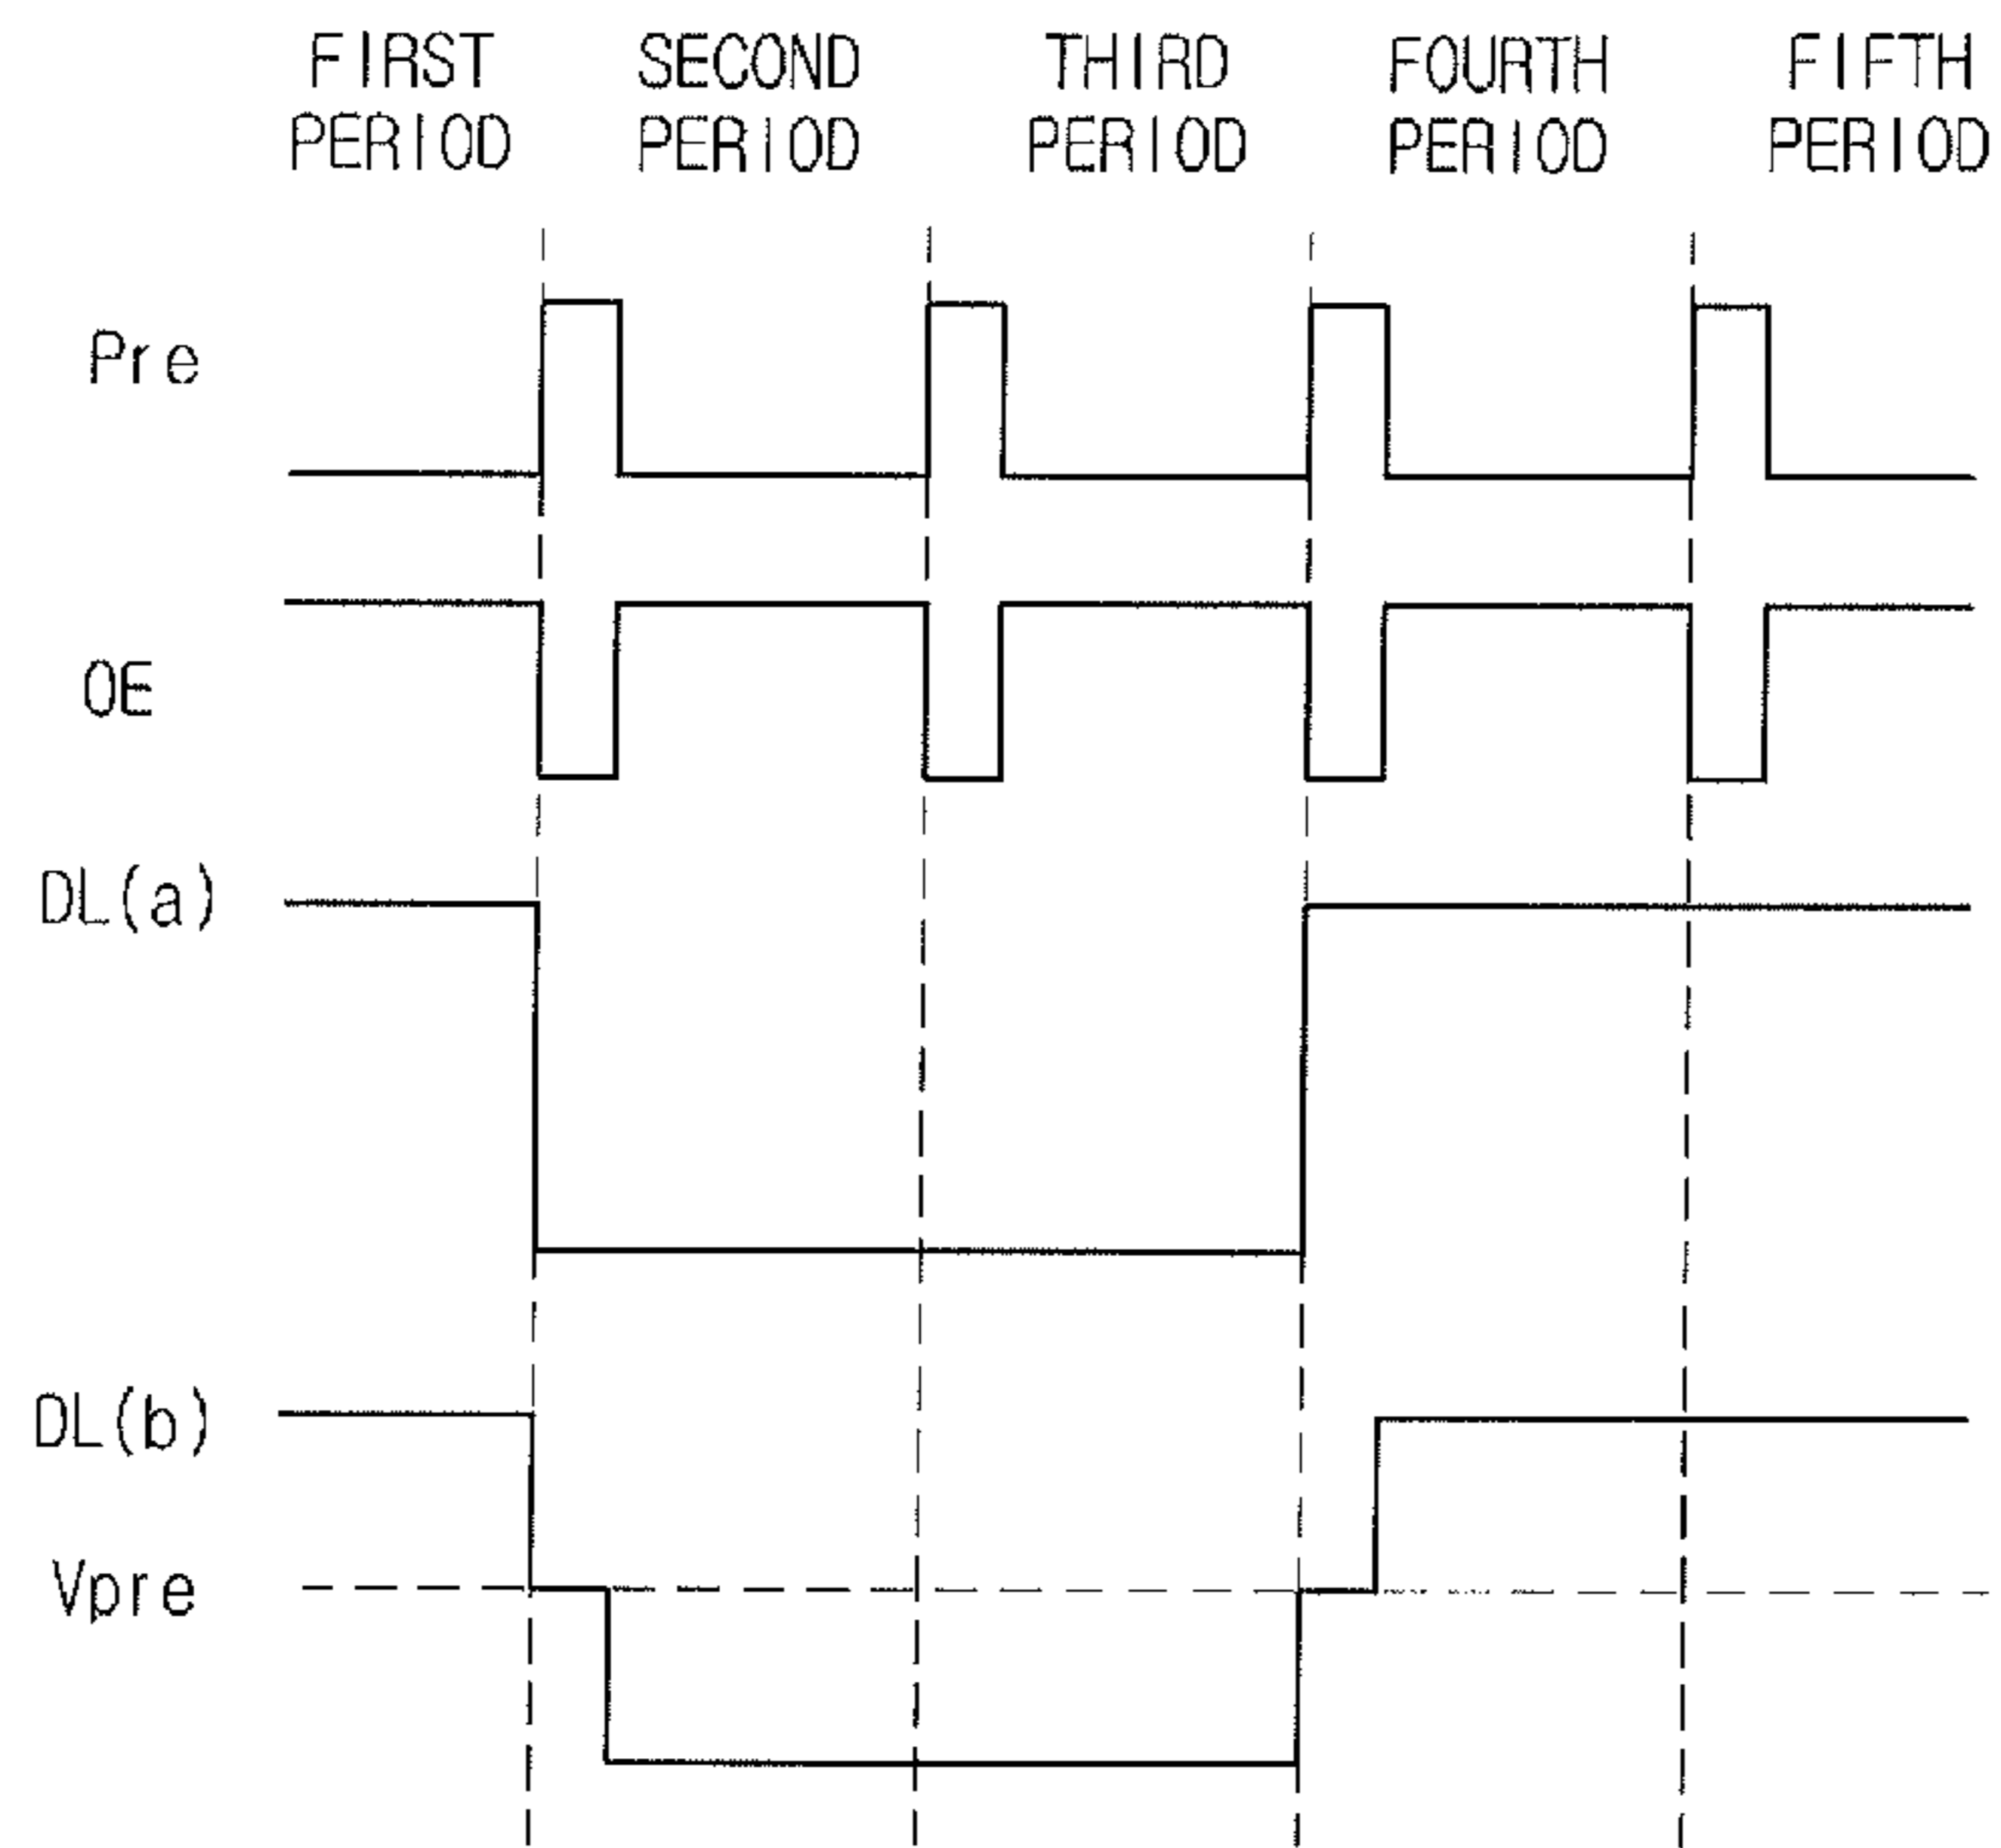 FIRST PERIOD
SECOND PERIOD
THIRD PERIOD
FOURTH PERIOD
FIFTH PERIOD
Pre
OE
DL(a)
DL(b)
Vpre